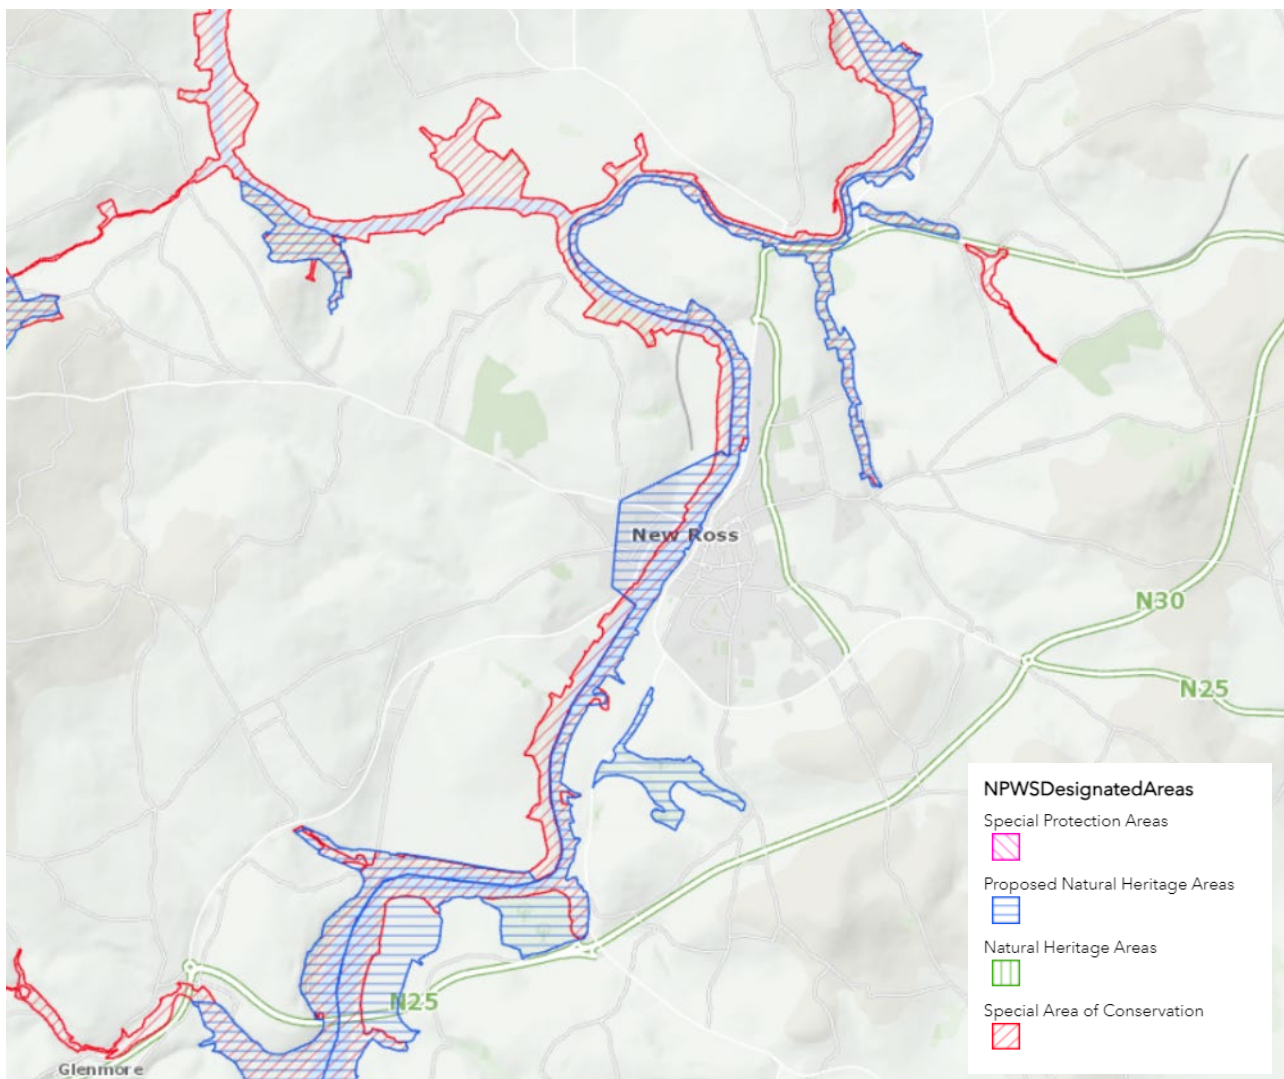 New Ross
N30
N25
NPWSDesignatedAreas
Special Protection Areas
Proposed Natural Heritage Areas
Natural Heritage Areas
N25
Special Area of Conservation
Glenmore